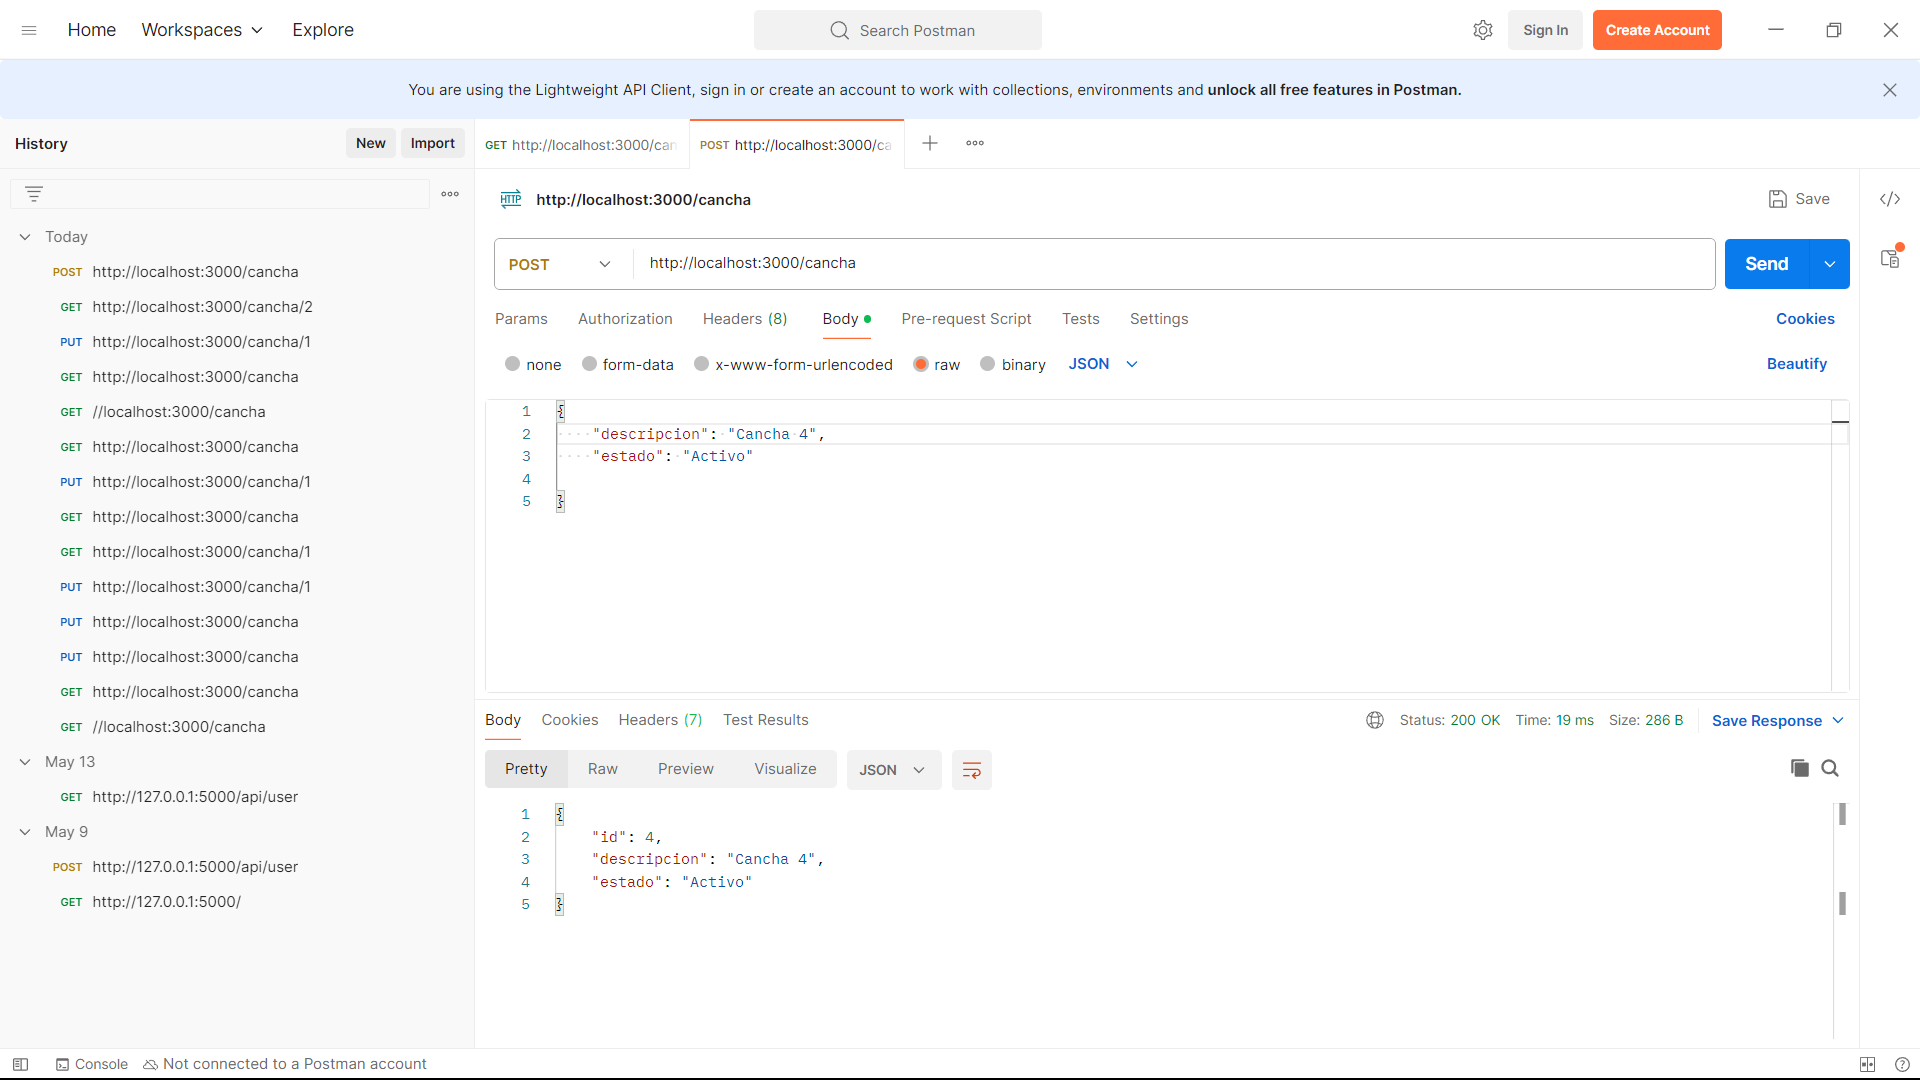 Home Workspaces Explore Search Postman Sign In Create Account
You are using the Lightweight API Client, sign in or create an account to work with collections, environments and unlock all free features in Postman.
History New Import
GET http://localhost:3000/can POST http://localhost:3000/ca
HTTP http://localhost:3000/cancha Save
Today
POST http://localhost:3000/cancha
GET http://localhost:3000/cancha/2
PUT http://localhost:3000/cancha/1
GET http://localhost:3000/cancha
GET //localhost:3000/cancha
GET http://localhost:3000/cancha
PUT http://localhost:3000/cancha/1
GET http://localhost:3000/cancha
GET http://localhost:3000/cancha/1
PUT http://localhost:3000/cancha/1
PUT http://localhost:3000/cancha
PUT http://localhost:3000/cancha
GET http://localhost:3000/cancha
GET //localhost:3000/cancha
May 13
GET http://127.0.0.1:5000/api/user
May 9
POST http://127.0.0.1:5000/api/user
GET http://127.0.0.1:5000/
POST http://localhost:3000/cancha Send
Params Authorization Headers (8) Body Pre-request Script Tests Settings Cookies
none form-data x-www-form-urlencoded raw binary JSON Beautify
1 {
2 "descripcion": "Cancha 4",
3 "estado": "Activo"
4
5 }
Body Cookies Headers (7) Test Results Status: 200 OK Time: 19 ms Size: 286 B Save Response
Pretty Raw Preview Visualize JSON
1 {
2 "id": 4,
3 "descripcion": "Cancha 4",
4 "estado": "Activo"
5 }
Console Not connected to a Postman account